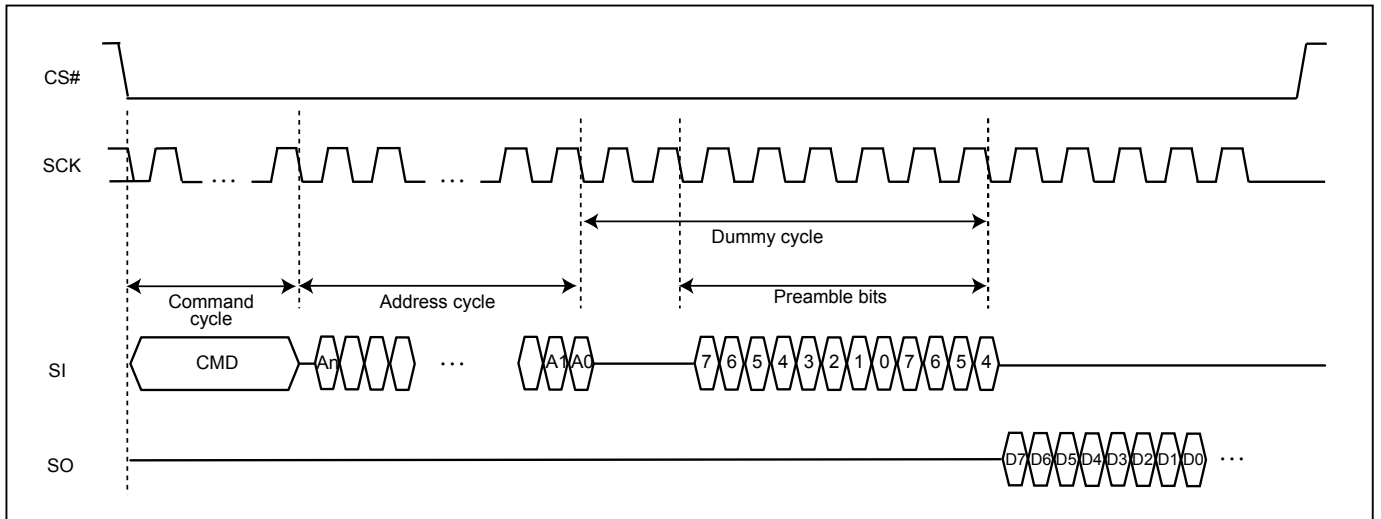 CS#
SCK
...
...
Dummy cycle
Command
cycle
Address cycle
Preamble bits
SI
CMD
An
...
A1
A0
7
6
5
4
3
2
1
0
7
6
5
4
SO
D7
D6
D5
D4
D3
D2
D1
D0
...